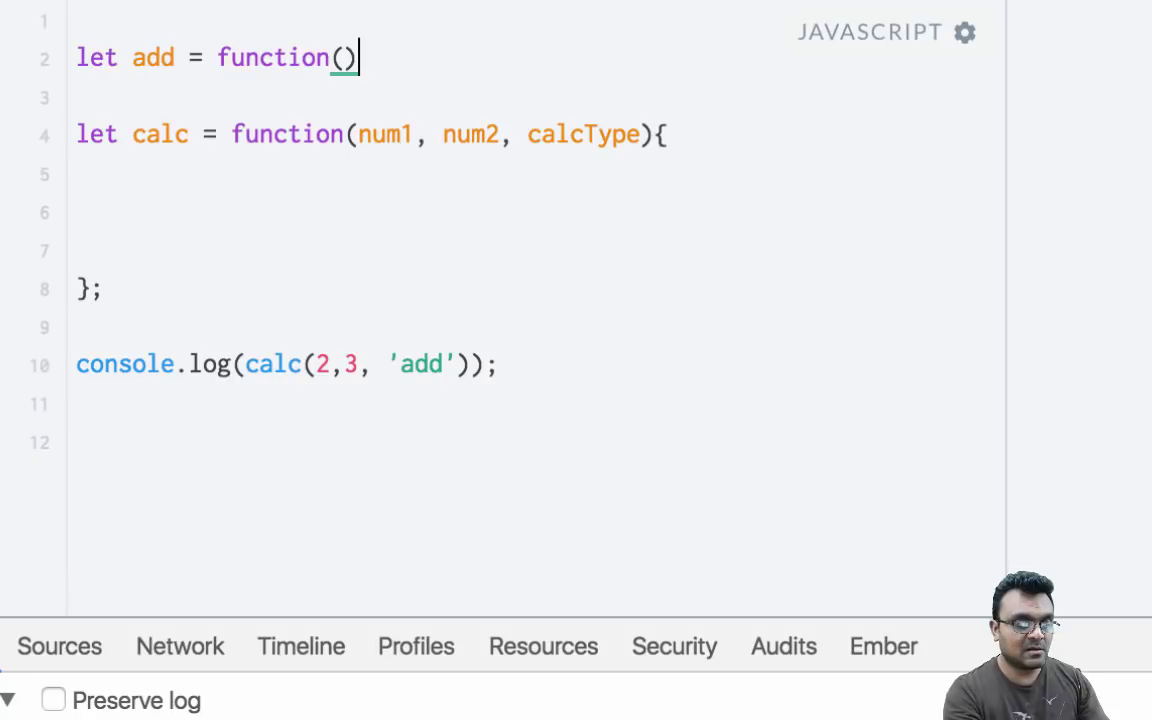 JAVASCRIPT
1
2 let add = function()
3
4 let calc = function(num1, num2, calcType){
5
6
7
8 };
9
10 console.log(calc(2,3, 'add'));
11
12
Sources Network Timeline Profiles Resources Security Audits Ember
Preserve log